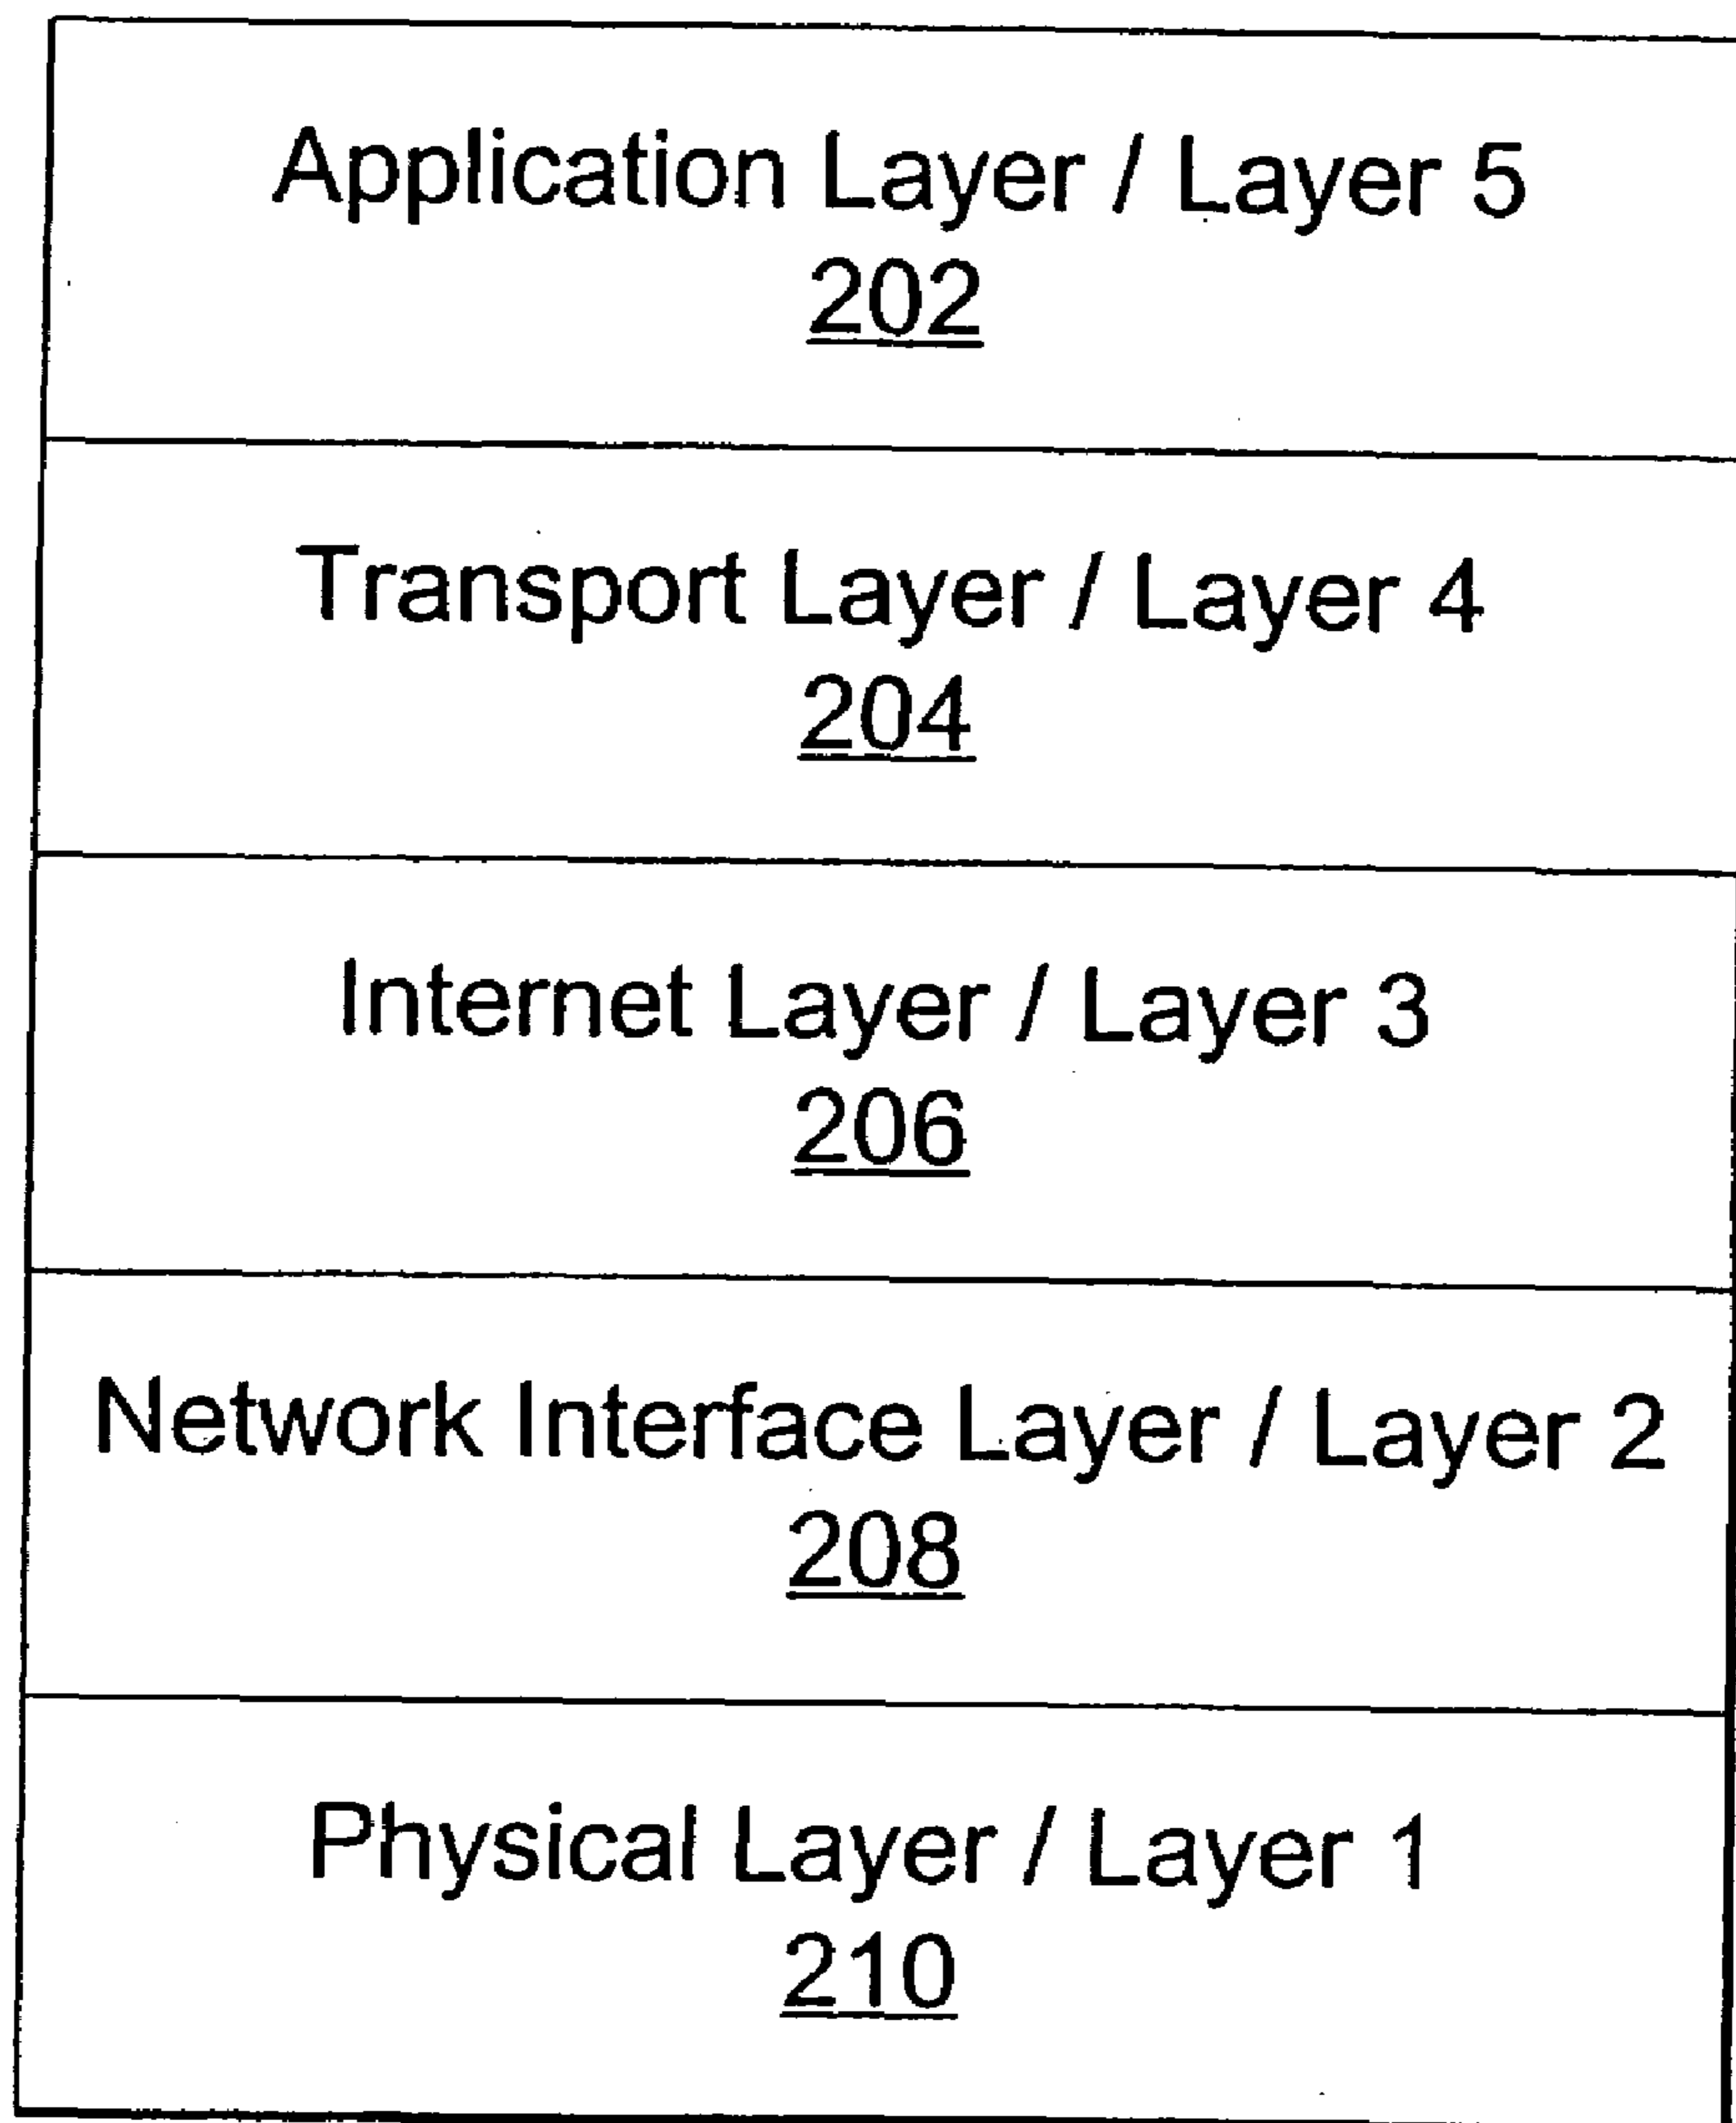 Application Layer / Layer 5
202
Transport Layer / Layer 4
204
Internet Layer / Layer 3
206
Network Interface Layer / Layer 2
208
Physical Layer / Layer 1
210